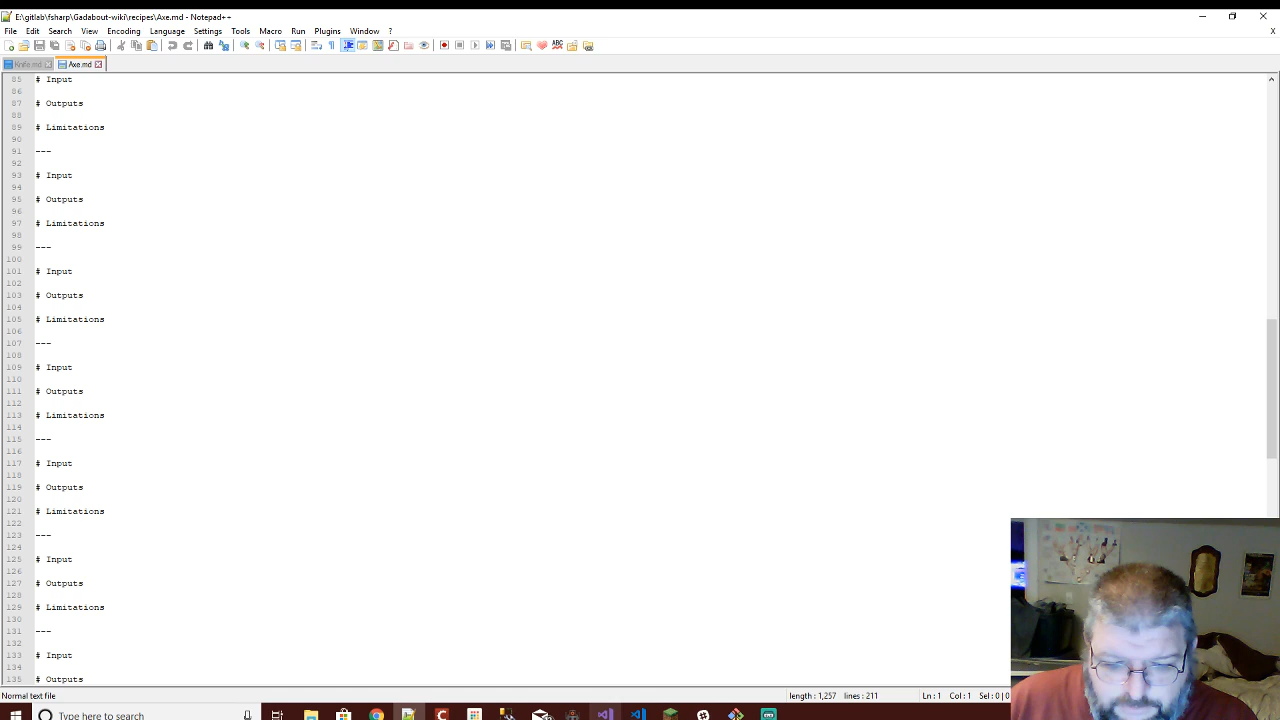 E:\gitlab\fsharp\Gadabout-wiki\recipes\Axe.md - Notepad++
File Edit Search View Encoding Language Settings Tools Macro Run Plugins Window ?
X
Knife.md Axe.md
85 # Input
86
87 # Outputs
88
89 # Limitations
90
91 ---
92
93 # Input
94
95 # Outputs
96
97 # Limitations
98
99 ---
100
101 # Input
102
103 # Outputs
104
105 # Limitations
106
107 ---
108
109 # Input
110
111 # Outputs
112
113 # Limitations
114
115 ---
116
117 # Input
118
119 # Outputs
120
121 # Limitations
122
123 ---
124
125 # Input
126
127 # Outputs
128
129 # Limitations
130
131 ---
132
133 # Input
134
135 # Outputs
Normal text file length : 1,257 lines : 211 Ln : 1 Col : 1 Sel : 0 | 0
Type here to search